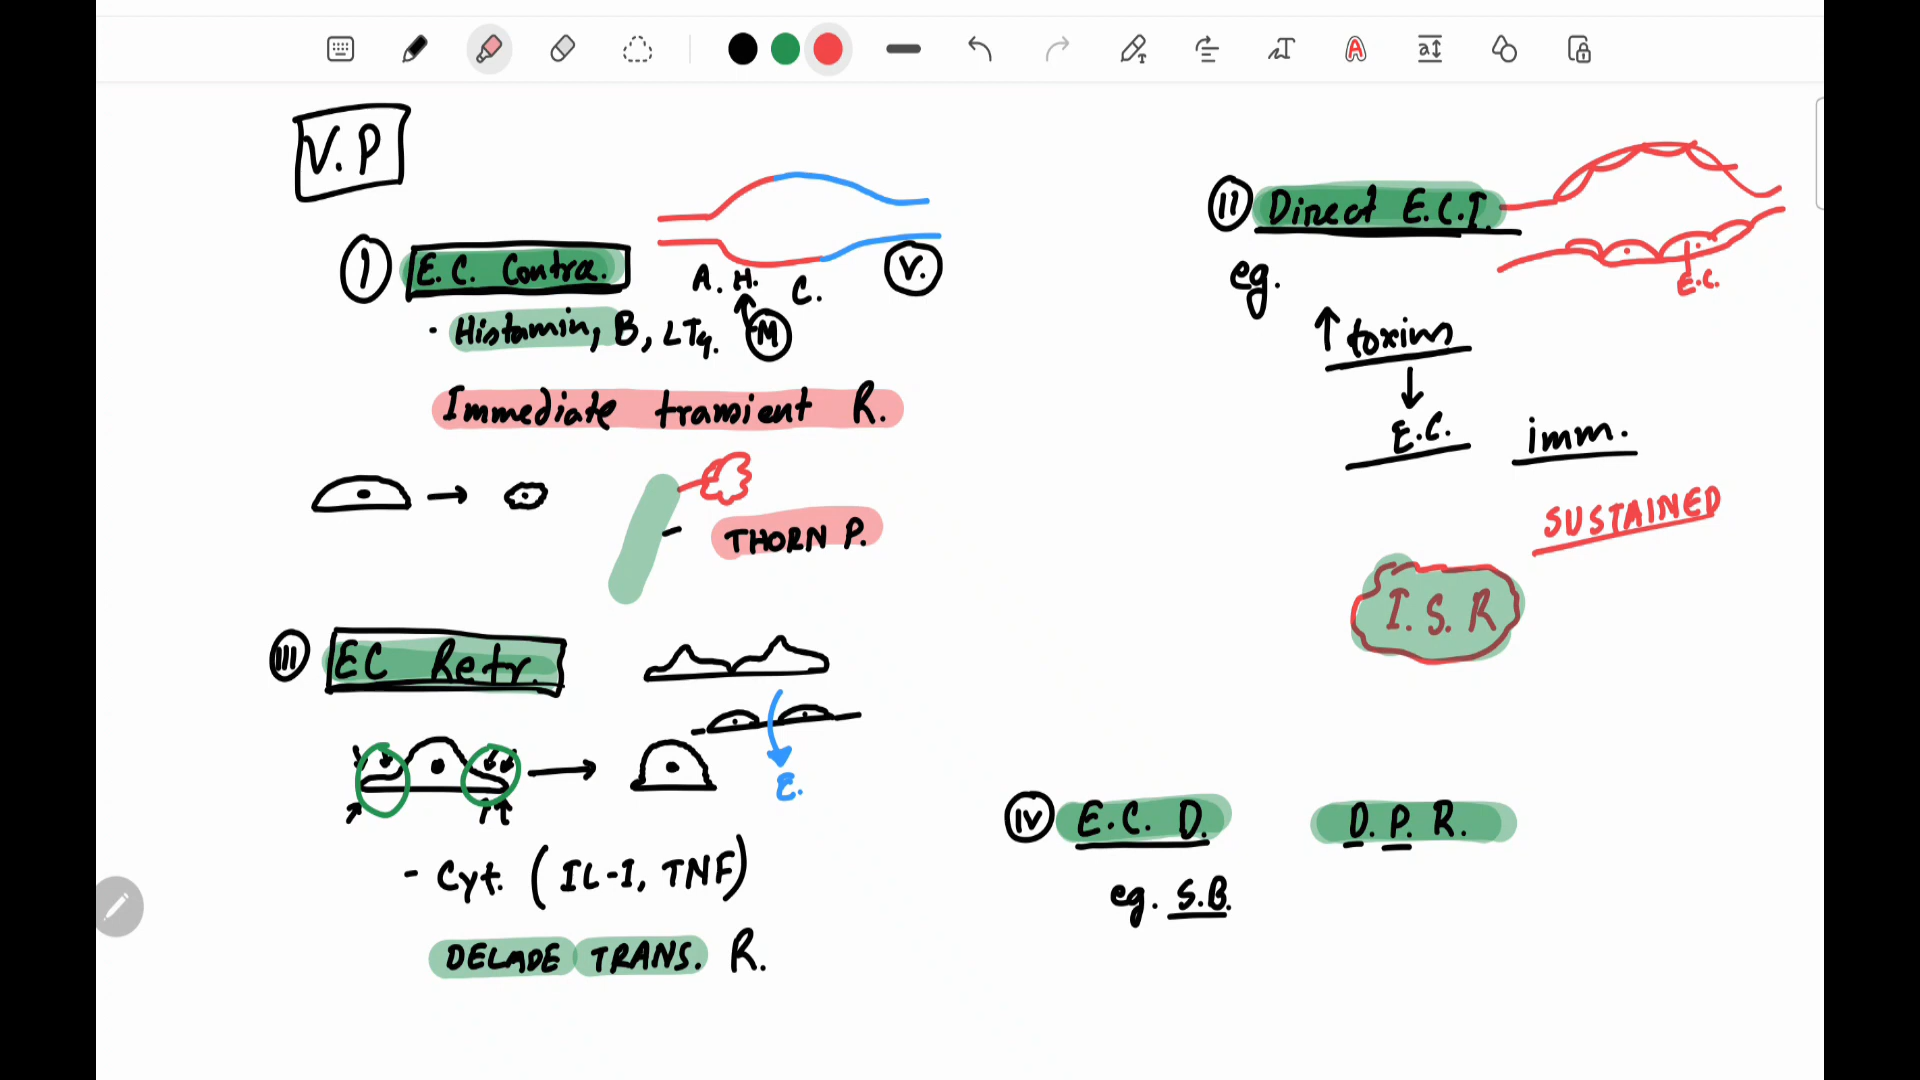 V.P
I E.C. Contra.
A. H. C. V.
· Histamin, B, LT4. M
Immediate transient R.
- THORN P.
II Direct E.C.I.
E.C.
eg.
↑ toxins
↓
E.C. imm.
SUSTAINED
I.S.R
III EC Retr.
E.
- Cyt. (IL-I, TNF)
DELADE TRANS. R.
IV E.C. D. D. P. R.
eg. S.B.